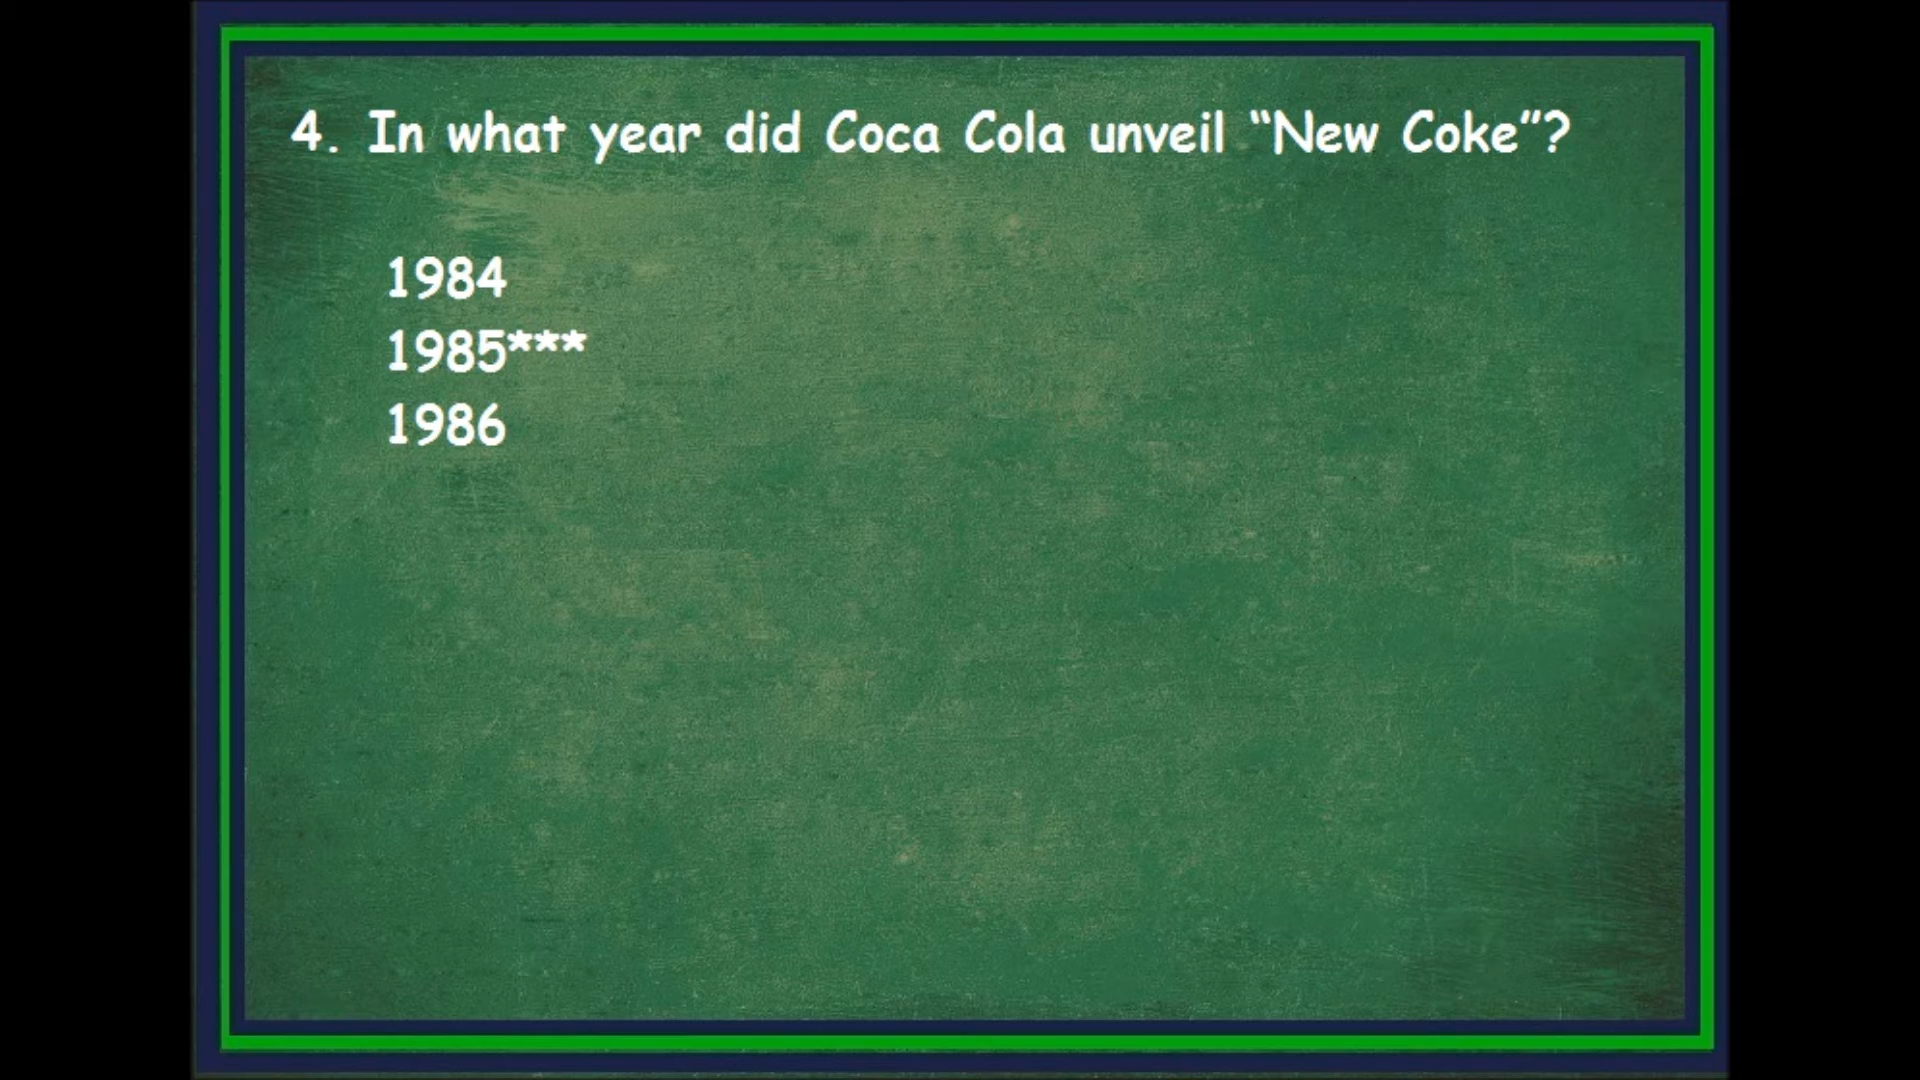 4. In what year did Coca Cola unveil “New Coke”?
1984
1985***
1986